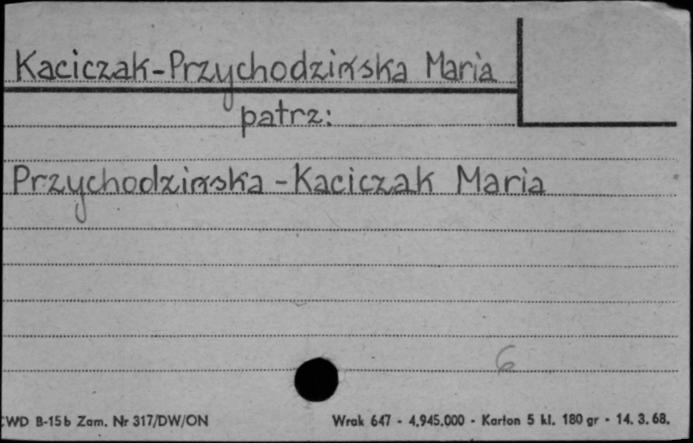 Kaciczak-Przychodzińska Maria
patrz:
Przychodzińska-Kaciczak Maria
6
CWD B-15b Zam. Nr 317/DW/ON Wrak 647 - 4.945.000 - Karton 5 kl. 180 gr - 14. 3. 68.